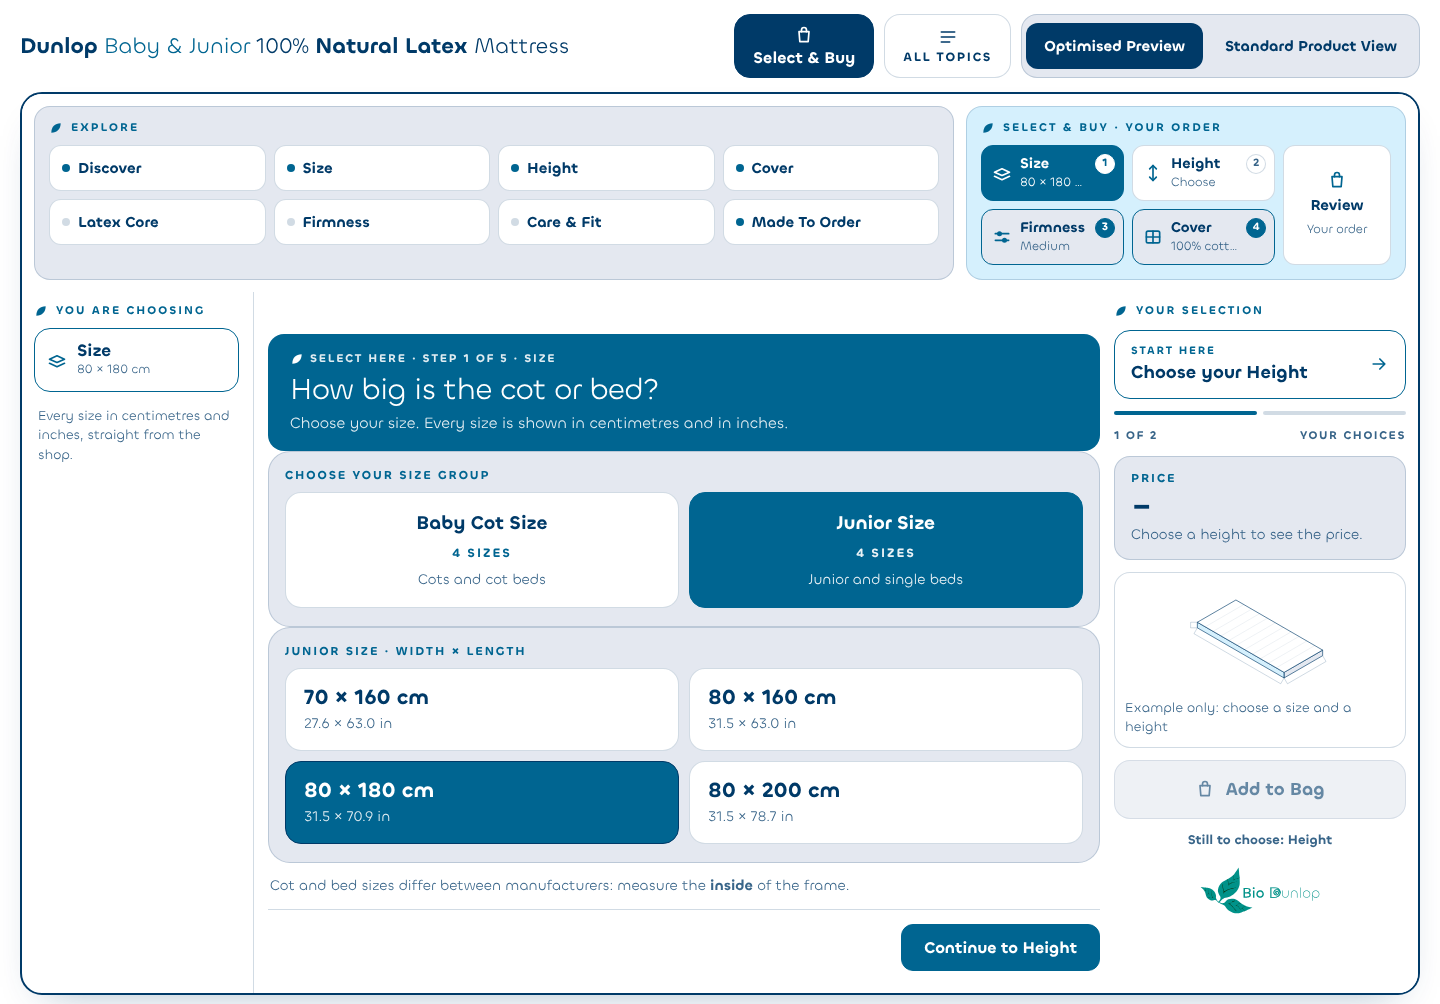 Dunlop Baby & Junior 100% Natural Latex Mattress
Select & Buy
ALL TOPICS
Optimised Preview
Standard Product View
EXPLORE
Discover
Size
Height
Cover
Latex Core
Firmness
Care & Fit
Made To Order
SELECT & BUY · YOUR ORDER
Size
80 × 180 ...
1
Height
Choose
2
Firmness
Medium
3
Cover
100% cott...
4
Review
Your order
YOU ARE CHOOSING
Size
80 × 180 cm
Every size in centimetres and
inches, straight from the
shop.
SELECT HERE · STEP 1 OF 5 · SIZE
How big is the cot or bed?
Choose your size. Every size is shown in centimetres and in inches.
CHOOSE YOUR SIZE GROUP
Baby Cot Size
4 SIZES
Cots and cot beds
Junior Size
4 SIZES
Junior and single beds
JUNIOR SIZE · WIDTH × LENGTH
70 × 160 cm
27.6 × 63.0 in
80 × 160 cm
31.5 × 63.0 in
80 × 180 cm
31.5 × 70.9 in
80 × 200 cm
31.5 × 78.7 in
Cot and bed sizes differ between manufacturers: measure the inside of the frame.
Continue to Height
YOUR SELECTION
START HERE
Choose your Height
1 OF 2
YOUR CHOICES
PRICE
–
Choose a height to see the price.
Example only: choose a size and a
height
Add to Bag
Still to choose: Height
Bio Dunlop